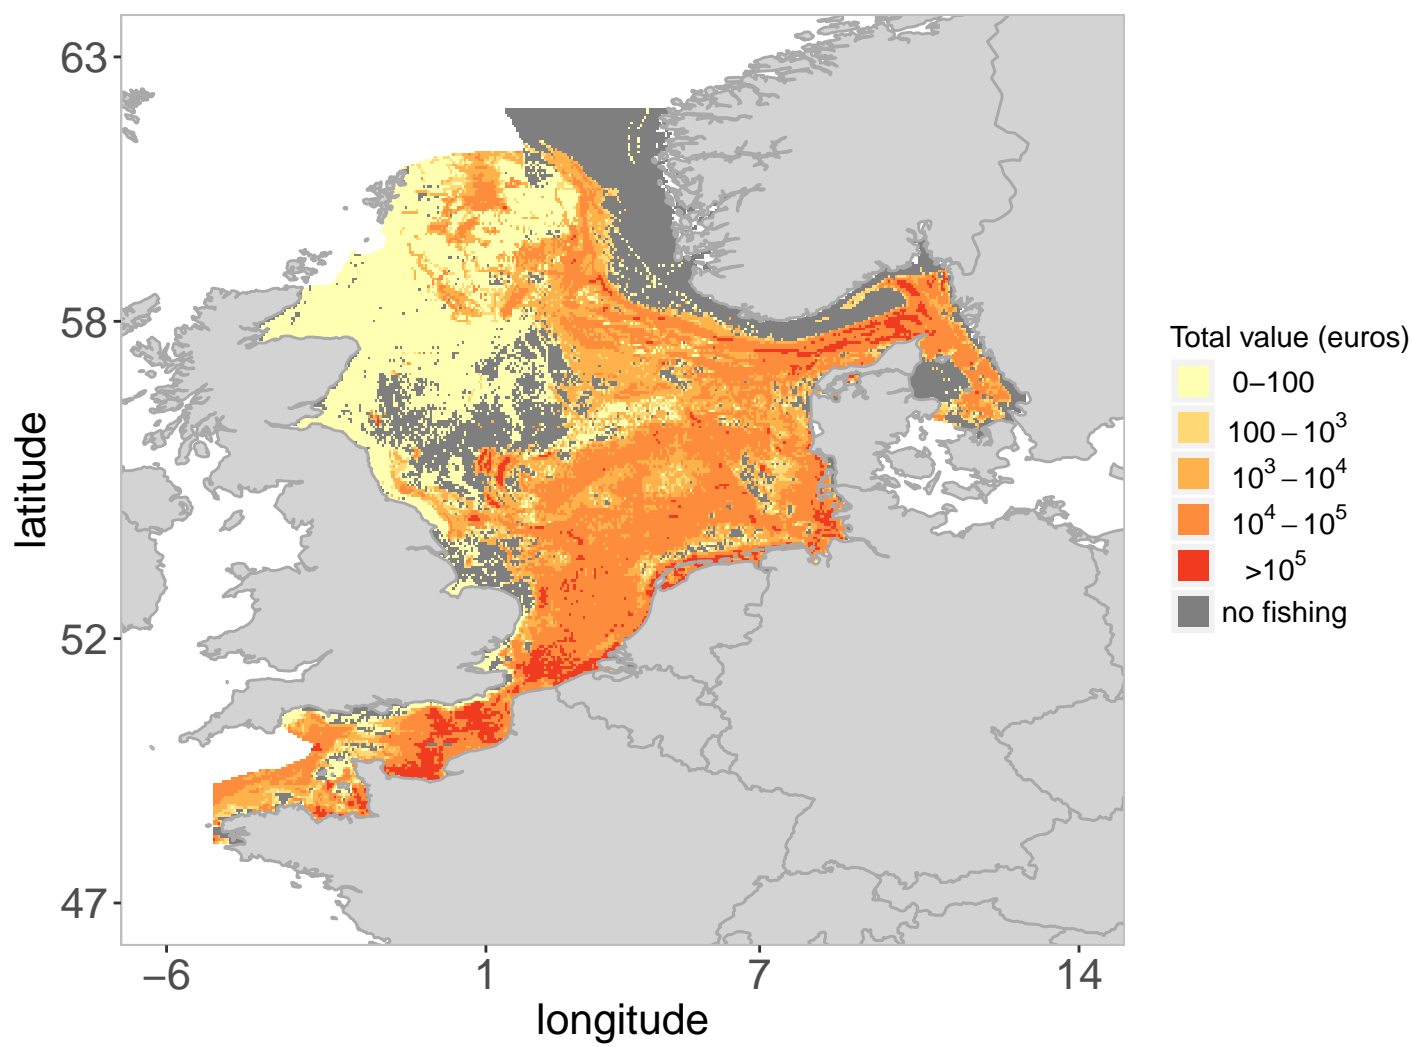 63
58
52
47
latitude
−6
1
7
14
longitude
Total value (euros)
0−100
100 − 10³
10³ − 10⁴
10⁴ − 10⁵
>10⁵
no fishing